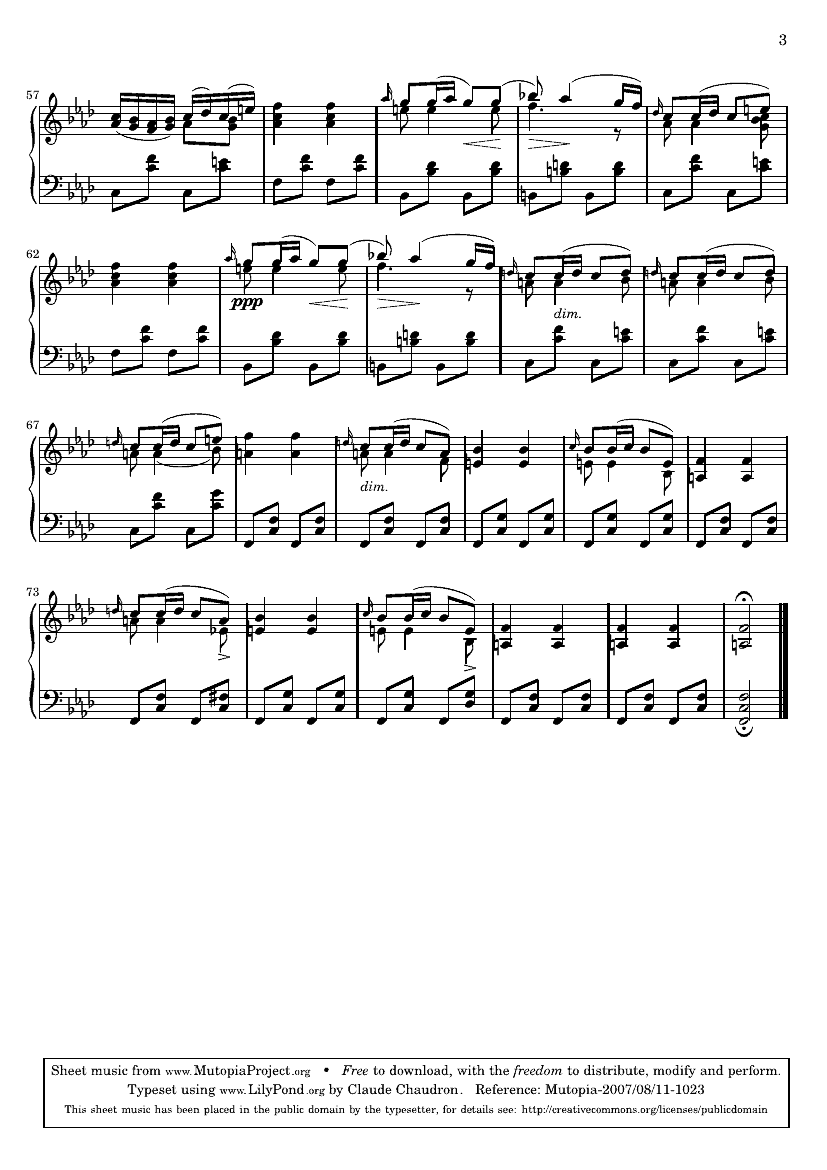 3
57
62
ppp
dim.
67
dim.
73
Sheet music from www.MutopiaProject.org • Free to download, with the freedom to distribute, modify and perform.
Typeset using www.LilyPond.org by Claude Chaudron. Reference: Mutopia-2007/08/11-1023
This sheet music has been placed in the public domain by the typesetter, for details see: http://creativecommons.org/licenses/publicdomain